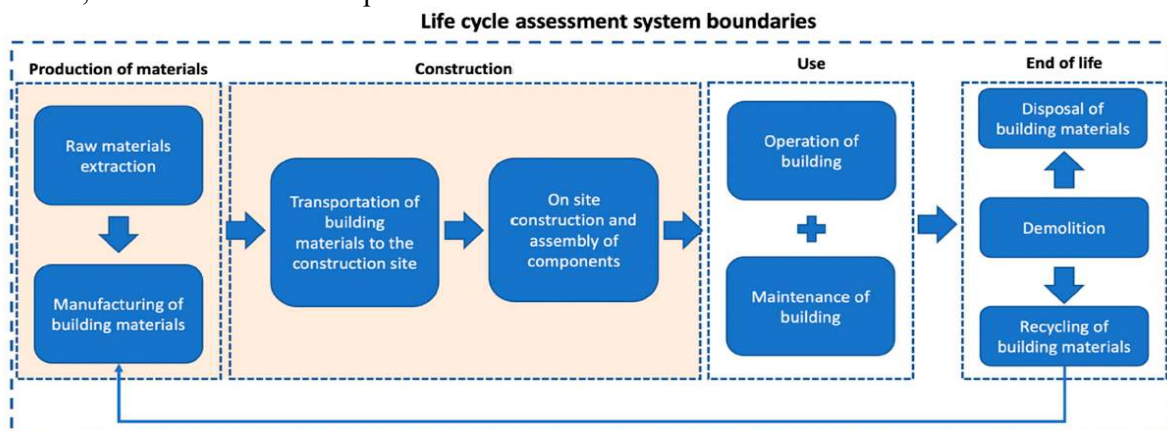 Life cycle assessment system boundaries
Production of materials
Raw materials
extraction
Manufacturing of
building materials
Construction
Transportation of
building
materials to the
construction site
On site
construction and
assembly of
components
Use
Operation of
building
Maintenance of
building
End of life
Disposal of
building materials
Demolition
Recycling of
building materials